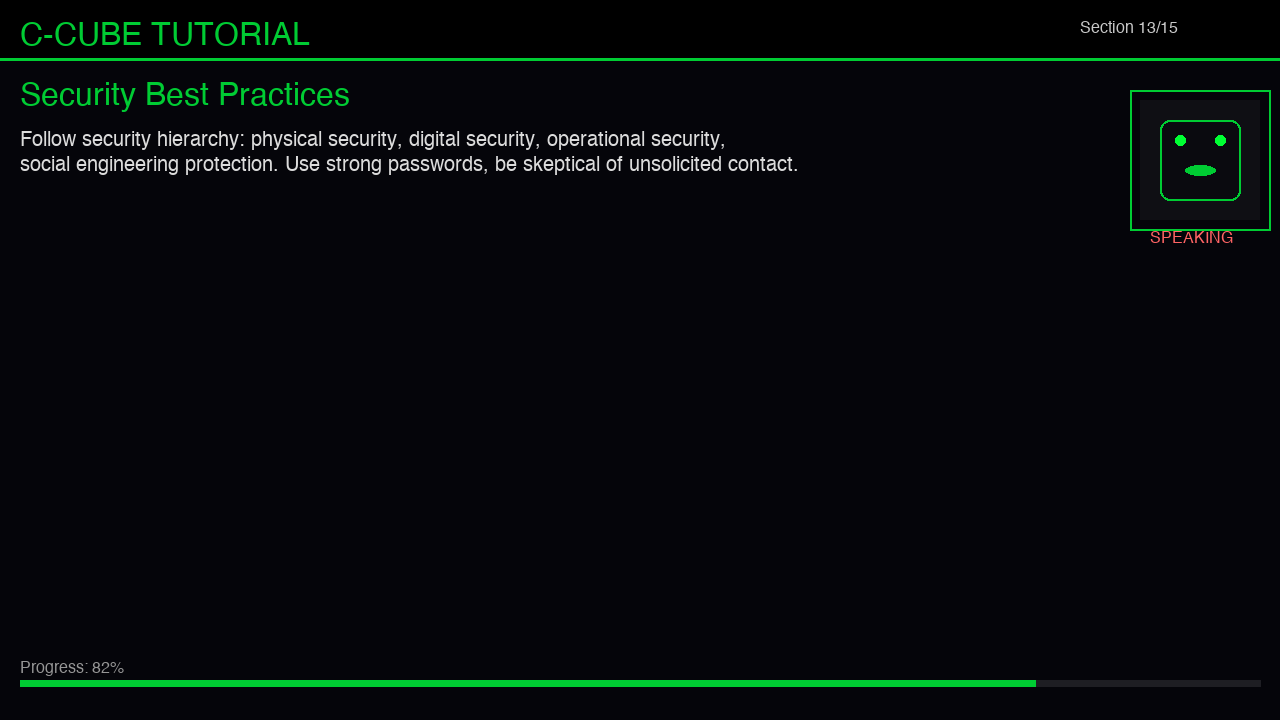 C-CUBE TUTORIAL
Section 13/15
Security Best Practices
Follow security hierarchy: physical security, digital security, operational security,
social engineering protection. Use strong passwords, be skeptical of unsolicited contact.
SPEAKING
Progress: 82%